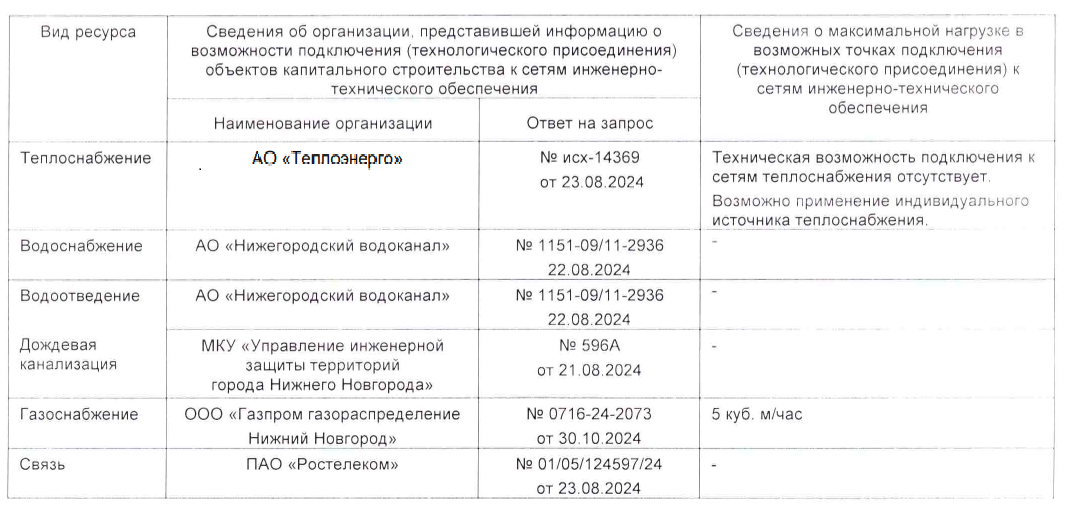 Вид ресурса
Сведения об организации, представившей информацию о
возможности подключения (технологического присоединения)
объектов капитального строительства к сетям инженерно-
технического обеспечения
Сведения о максимальной нагрузке в
возможных точках подключения
(технологического присоединения) к
сетям инженерно-технического
обеспечения
Наименование организации
Ответ на запрос
Теплоснабжение
АО «Теплоэнерго»
№ исх-14369
от 23.08.2024
Техническая возможность подключения к
сетям теплоснабжения отсутствует.
Возможно применение индивидуального
источника теплоснабжения.
Водоснабжение
АО «Нижегородский водоканал»
№ 1151-09/11-2936
22.08.2024
-
Водоотведение
АО «Нижегородский водоканал»
№ 1151-09/11-2936
22.08.2024
-
Дождевая
канализация
МКУ «Управление инженерной
защиты территорий
города Нижнего Новгорода»
№ 596А
от 21.08.2024
-
Газоснабжение
ООО «Газпром газораспределение
Нижний Новгород»
№ 0716-24-2073
от 30.10.2024
5 куб. м/час
Связь
ПАО «Ростелеком»
№ 01/05/124597/24
от 23.08.2024
-